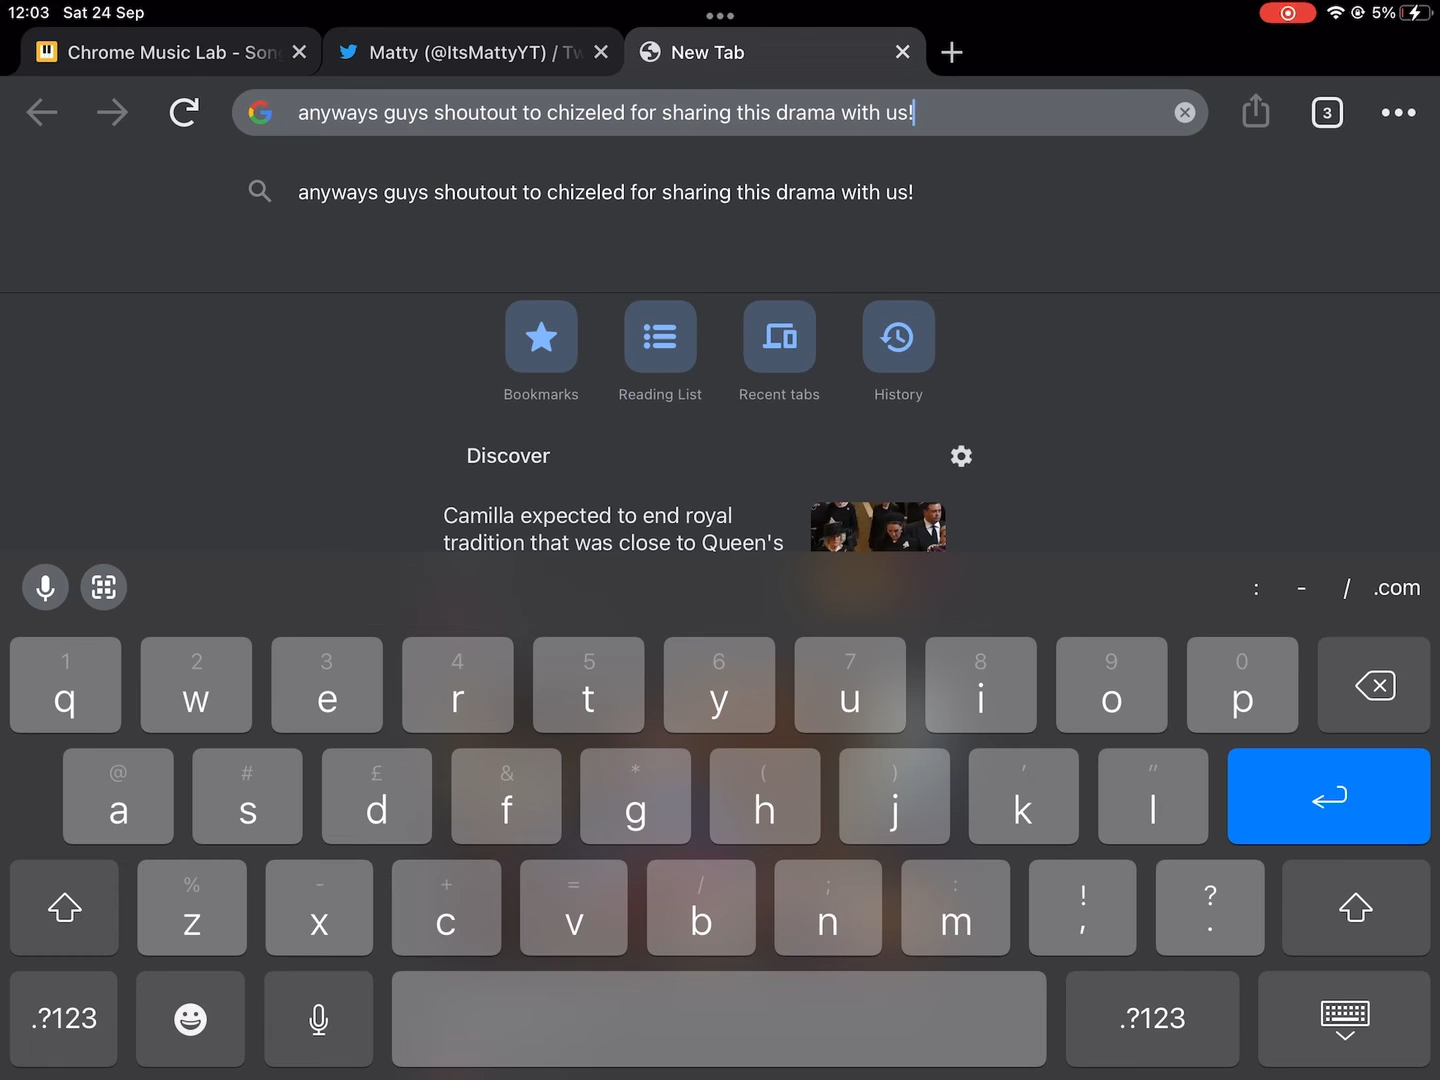 12:03 Sat 24 Sep
5%
Chrome Music Lab - Son
Matty (@ItsMattyYT) / Tw
New Tab
anyways guys shoutout to chizeled for sharing this drama with us!
3
anyways guys shoutout to chizeled for sharing this drama with us!
Bookmarks Reading List Recent tabs History
Discover
Camilla expected to end royal
tradition that was close to Queen's
: - / .com
1 2 3 4 5 6 7 8 9 0
q w e r t y u i o p
@ # £ & * ( ) ' "
a s d f g h j k l
% - + = / ; : ! ?
z x c v b n m , .
.?123 .?123